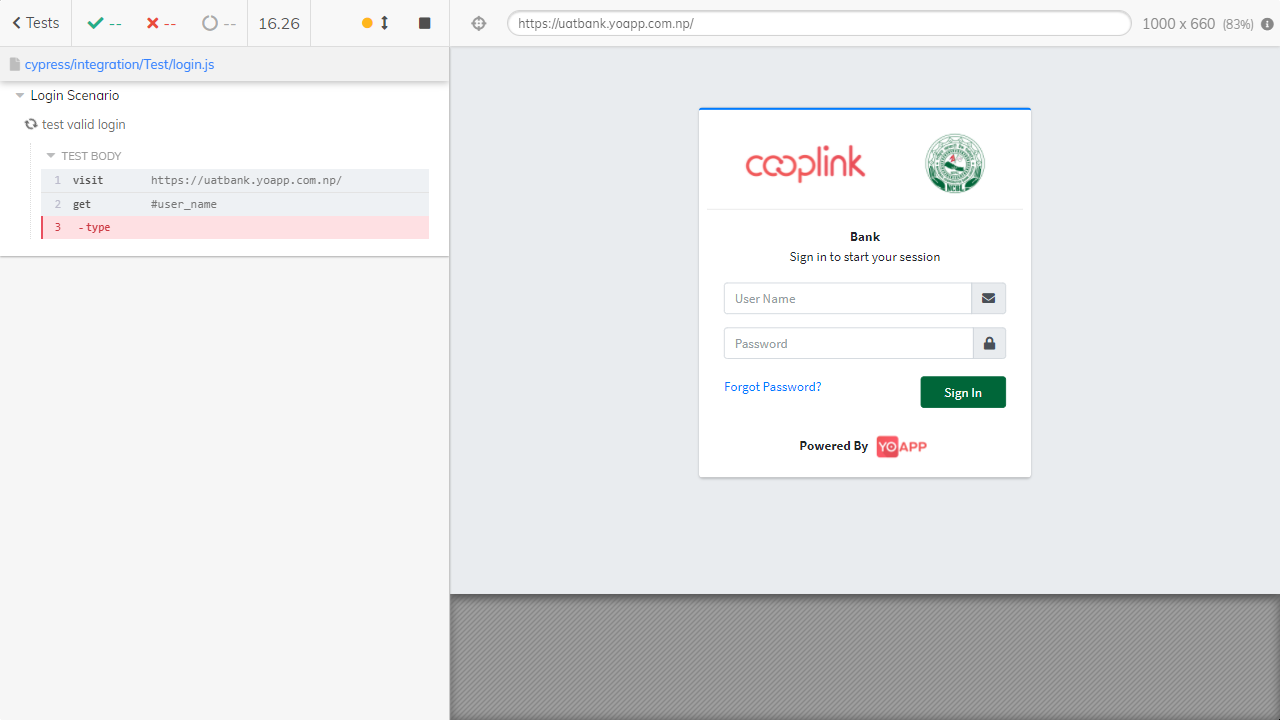 Tests
--
--
--
16.26
https://uatbank.yoapp.com.np/
1000 x 660 (83%)
cypress/integration/Test/login.js
Login Scenario
test valid login
TEST BODY
1 visit https://uatbank.yoapp.com.np/
2 get #user_name
3 - type
cooplink
NCBL
Bank
Sign in to start your session
User Name
Password
Forgot Password?
Sign In
Powered By YOAPP